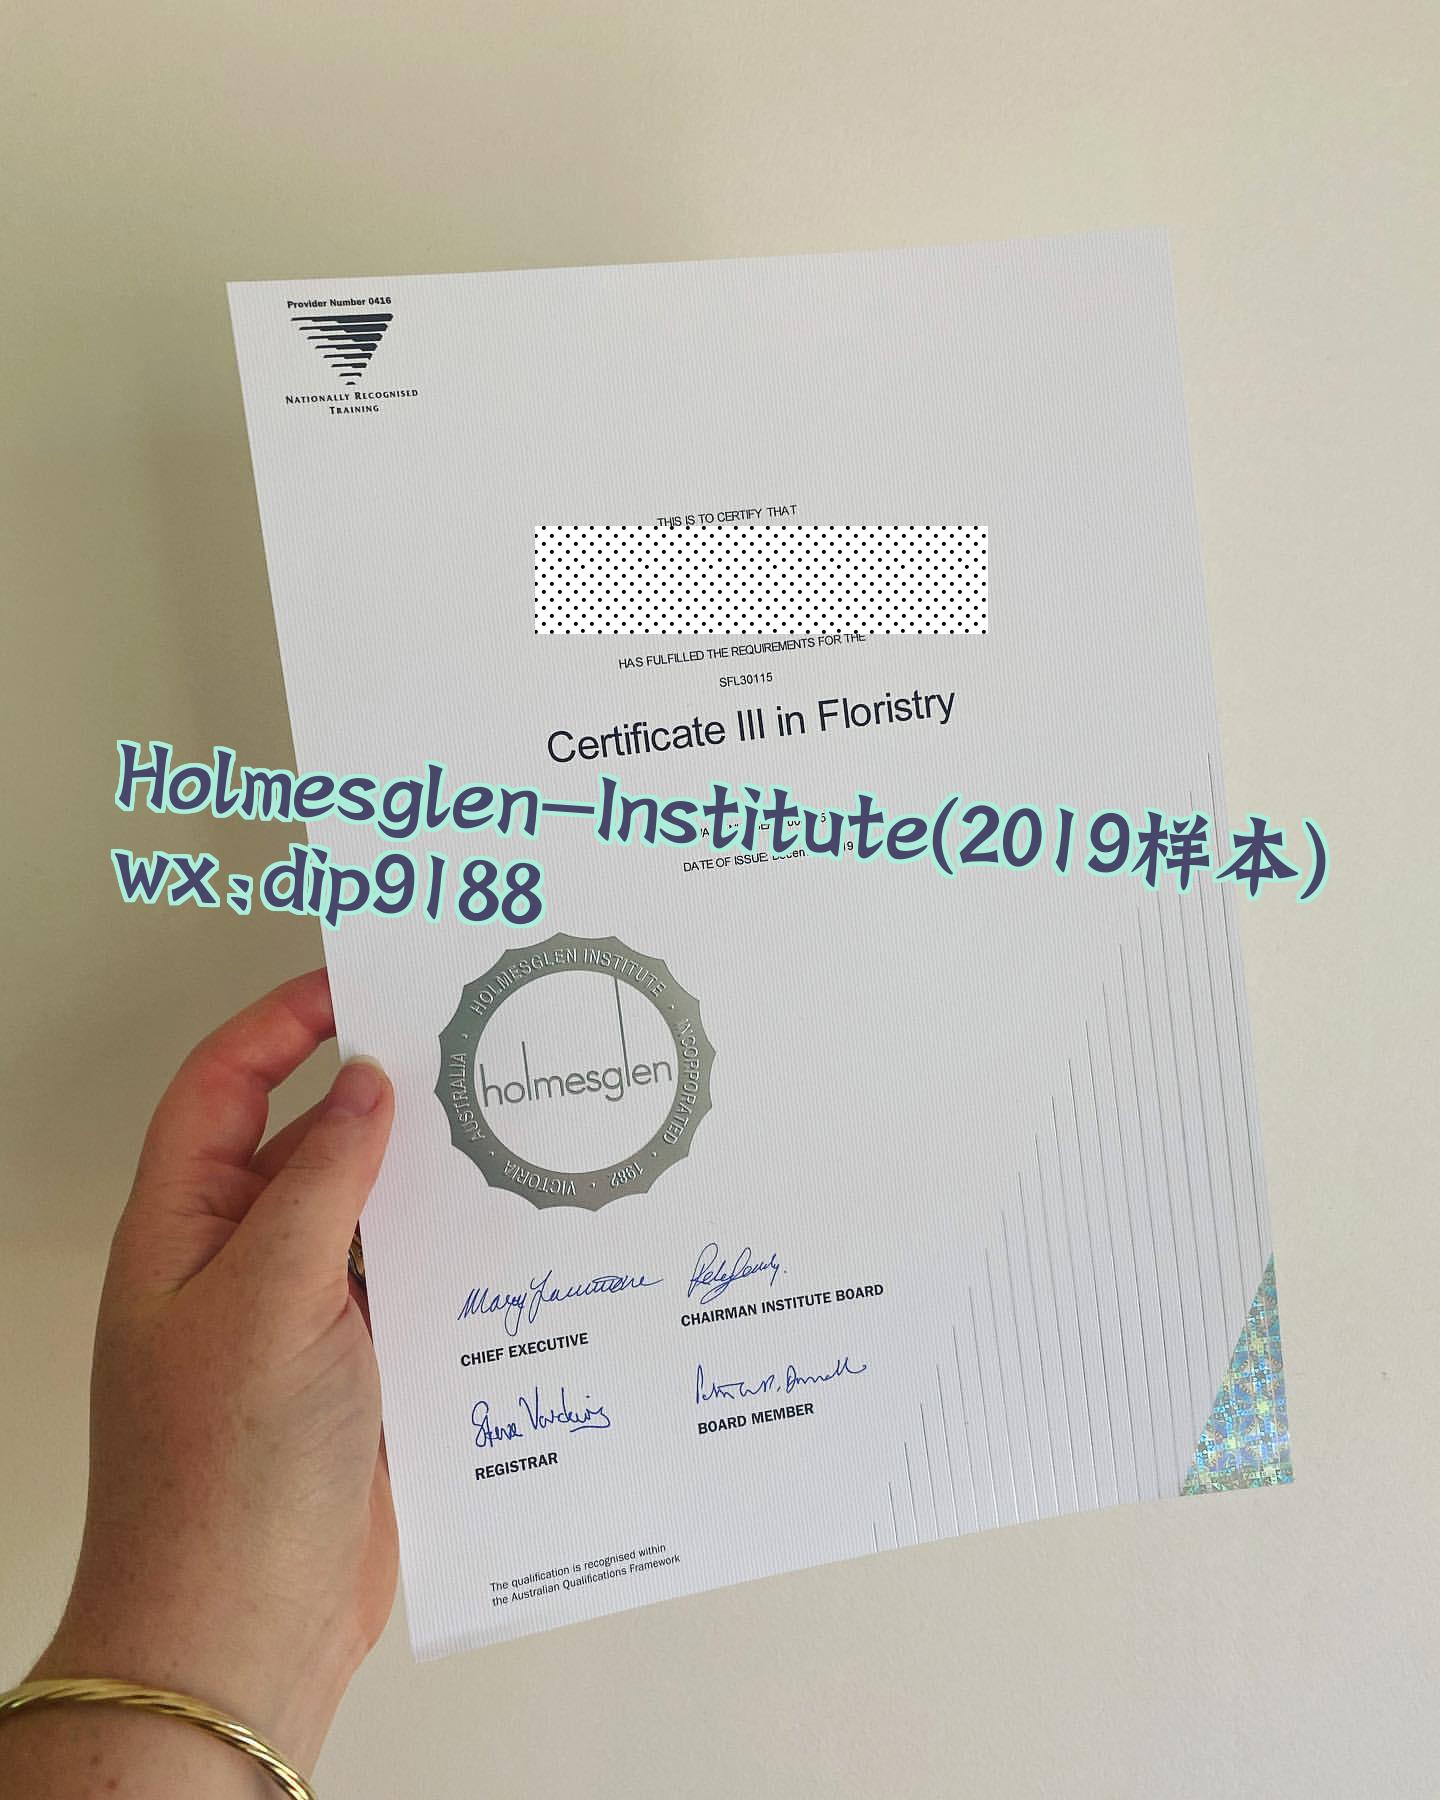 Provider Number 0416
NATIONALLY RECOGNISED
TRAINING
THIS IS TO CERTIFY THAT
HAS FULFILLED THE REQUIREMENTS FOR THE
SFL30115
Certificate III in Floristry
Holmesglen-Institute(2019样本)
DATE OF ISSUE
wx:dip9188
HOLMESGLEN INSTITUTE · INCORPORATED · 1982 · VICTORIA · AUSTRALIA ·
holmesglen
CHIEF EXECUTIVE
CHAIRMAN INSTITUTE BOARD
REGISTRAR
BOARD MEMBER
The qualification is recognised within
the Australian Qualifications Framework